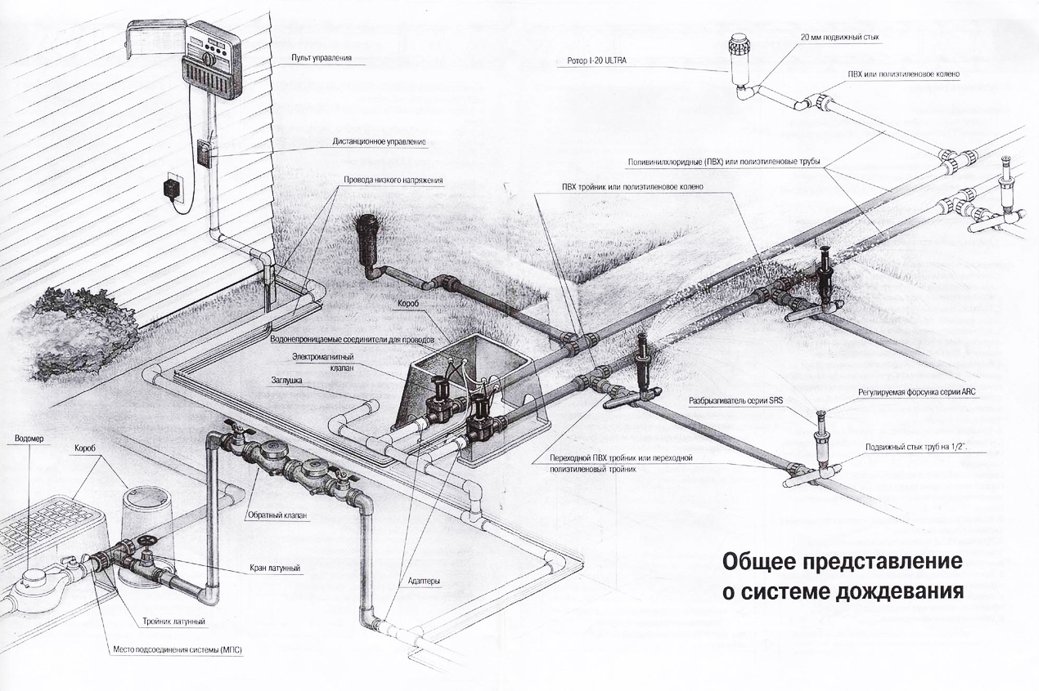 Пульт управления
Дистанционное управление
Провода низкого напряжения
Ротор I-20 ULTRA
20 мм подвижный стык
ПВХ или полиэтиленовое колено
Поливинилхлоридные (ПВХ) или полиэтиленовые трубы
ПВХ тройник или полиэтиленовое колено
Короб
Водонепроницаемые соединители для проводов
Электромагнитный
клапан
Заглушка
Разбрызгиватель серии SRS
Регулируемая форсунка серии ARC
Подвижный стык труб на 1/2".
Переходной ПВХ тройник или переходной
полиэтиленовый тройник
Водомер
Короб
Обратный клапан
Кран латунный
Адаптеры
Тройник латунный
Место подсоединения системы (МПС)
Общее представление
о системе дождевания